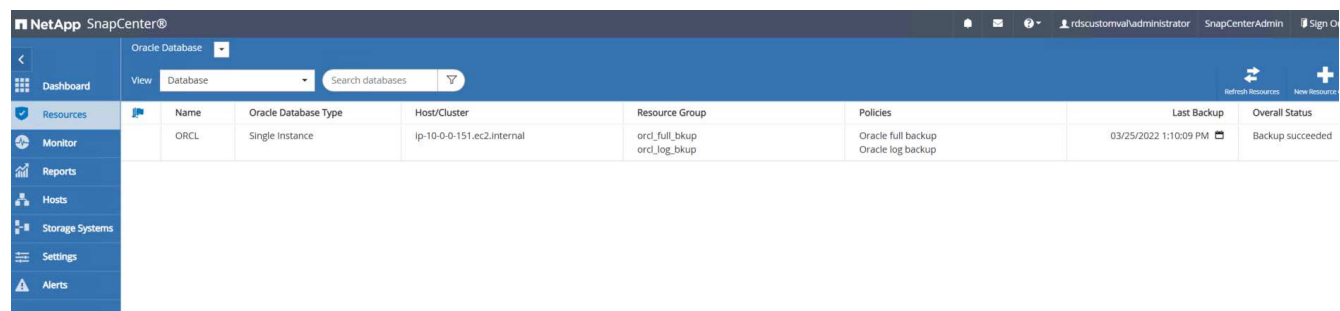 NetApp SnapCenter®
rdscustomval\administrator SnapCenterAdmin Sign O
Oracle Database
Dashboard
View Database Search databases
Refresh Resources New Resource
Resources
Name Oracle Database Type Host/Cluster Resource Group Policies Last Backup Overall Status
Monitor
ORCL Single Instance ip-10-0-0-151.ec2.internal orcl_full_bkup Oracle full backup 03/25/2022 1:10:09 PM Backup succeeded
orcl_log_bkup Oracle log backup
Reports
Hosts
Storage Systems
Settings
Alerts